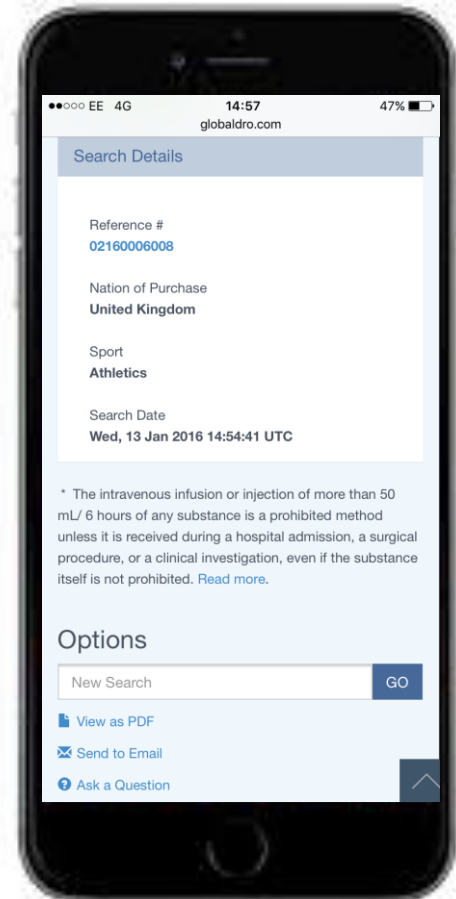 EE 4G 14:57 47%
globaldro.com
Search Details
Reference #
02160006008
Nation of Purchase
United Kingdom
Sport
Athletics
Search Date
Wed, 13 Jan 2016 14:54:41 UTC
* The intravenous infusion or injection of more than 50
mL/ 6 hours of any substance is a prohibited method
unless it is received during a hospital admission, a surgical
procedure, or a clinical investigation, even if the substance
itself is not prohibited. Read more.
Options
New Search GO
View as PDF
Send to Email
Ask a Question